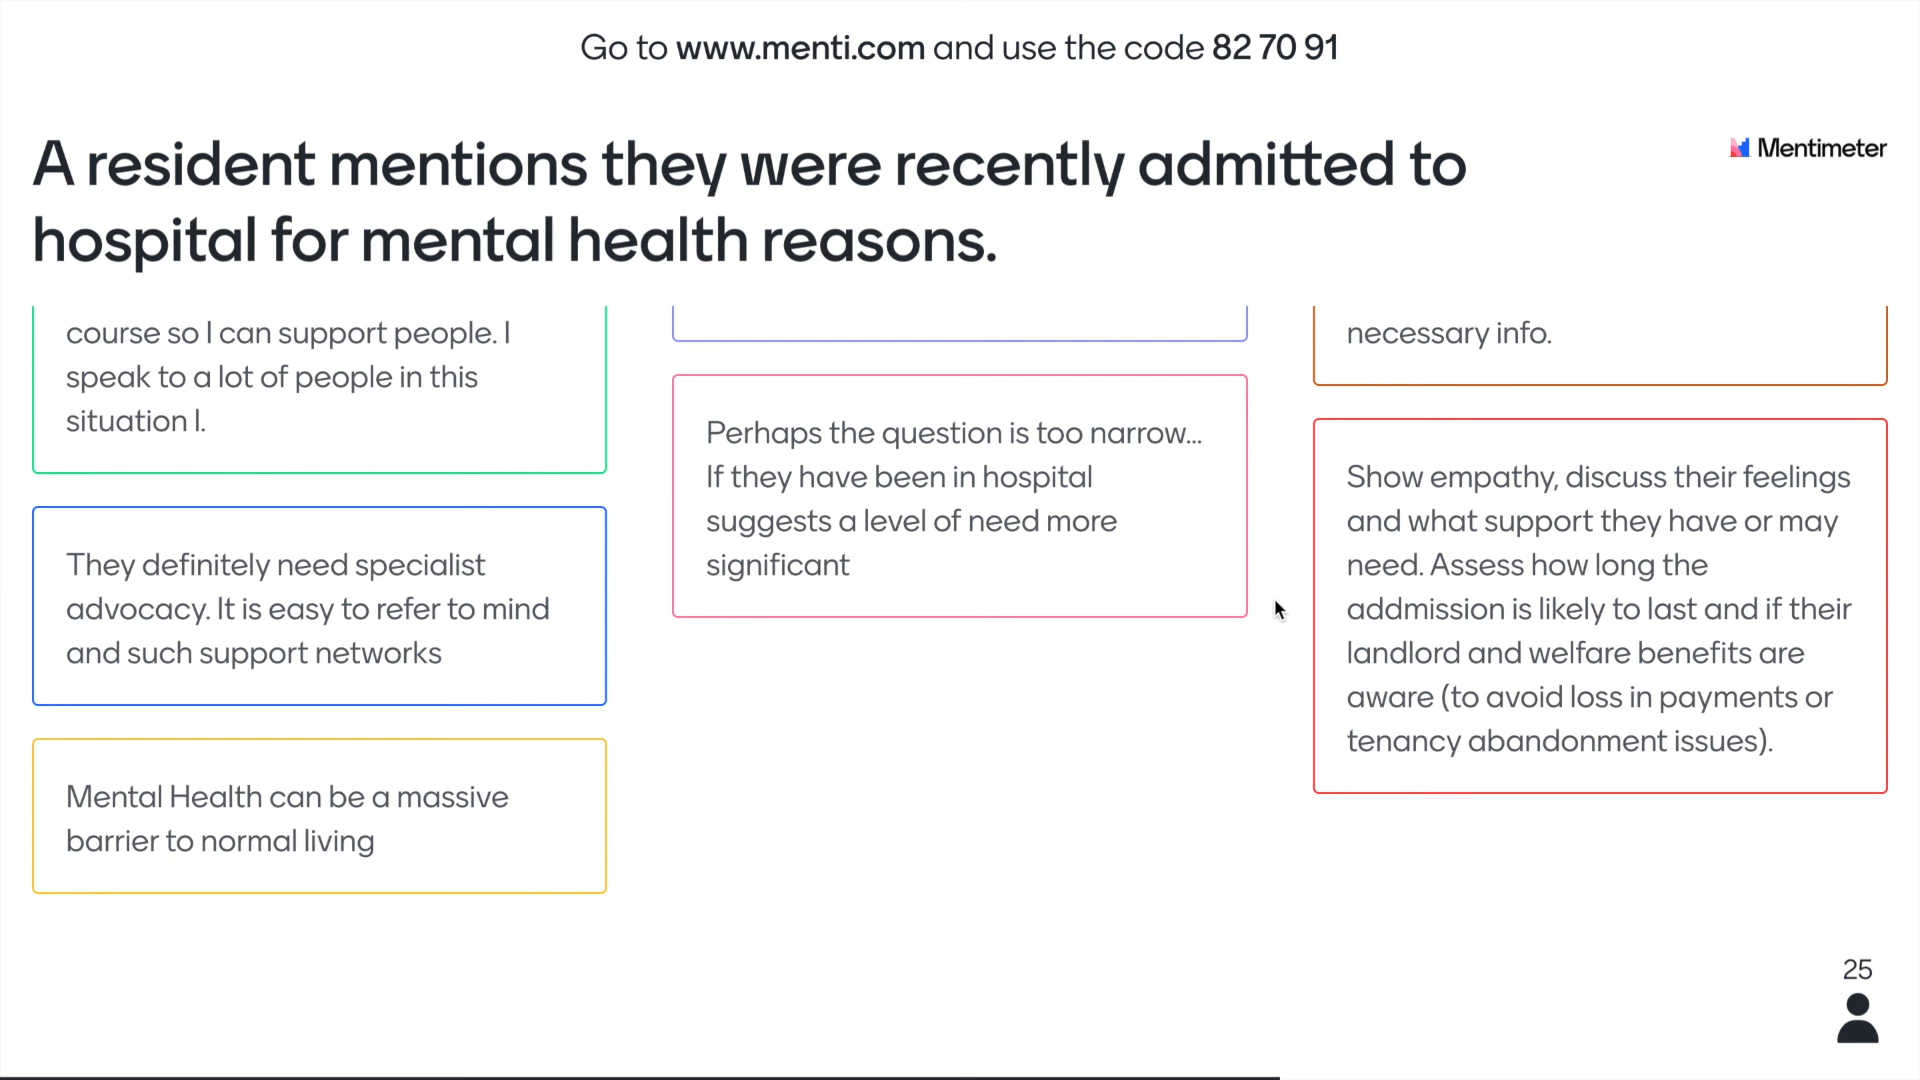 Go to www.menti.com and use the code 82 70 91
A resident mentions they were recently admitted to
hospital for mental health reasons.
Mentimeter
course so I can support people. I
speak to a lot of people in this
situation I.
They definitely need specialist
advocacy. It is easy to refer to mind
and such support networks
Mental Health can be a massive
barrier to normal living
Perhaps the question is too narrow...
If they have been in hospital
suggests a level of need more
significant
necessary info.
Show empathy, discuss their feelings
and what support they have or may
need. Assess how long the
addmission is likely to last and if their
landlord and welfare benefits are
aware (to avoid loss in payments or
tenancy abandonment issues).
25